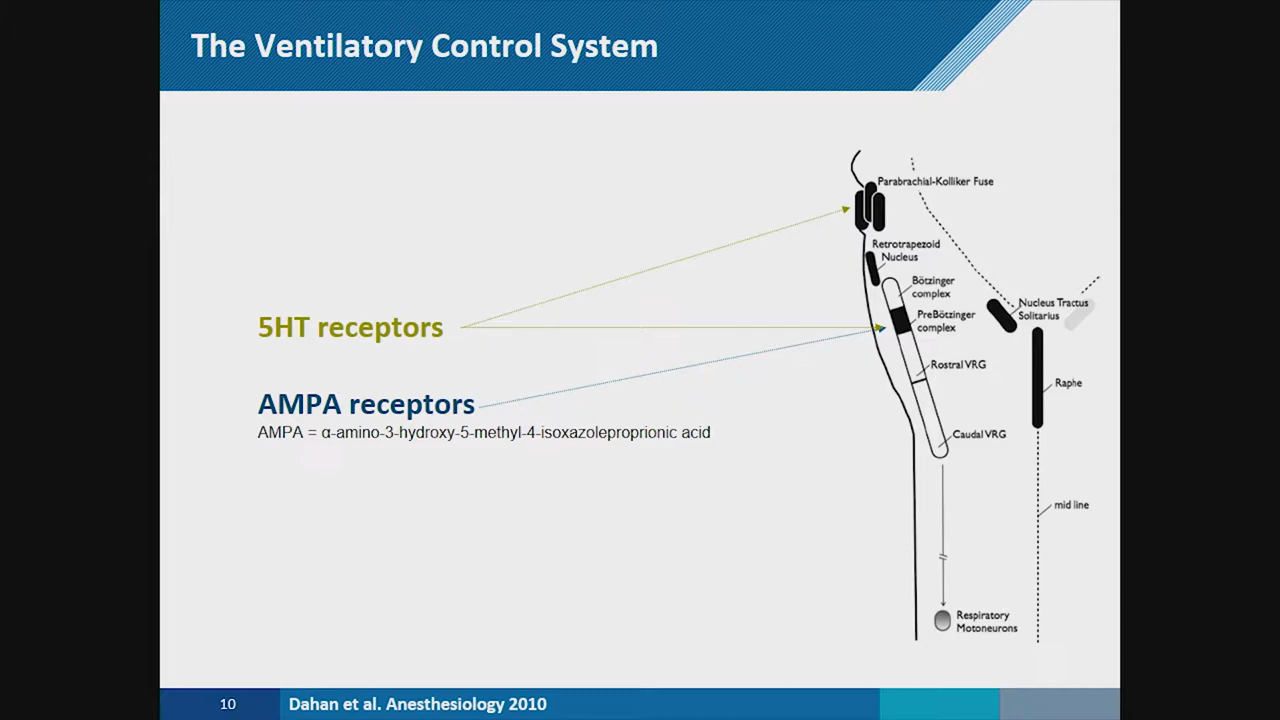 The Ventilatory Control System
Parabrachial-Kolliker Fuse
Retrotrapezoid
Nucleus
Bötzinger
complex
PreBötzinger
complex
Nucleus Tractus
Solitarius
5HT receptors
Rostral VRG
Raphe
AMPA receptors
AMPA = α-amino-3-hydroxy-5-methyl-4-isoxazoleproprionic acid
Caudal VRG
mid line
Respiratory
Motoneurons
10
Dahan et al. Anesthesiology 2010